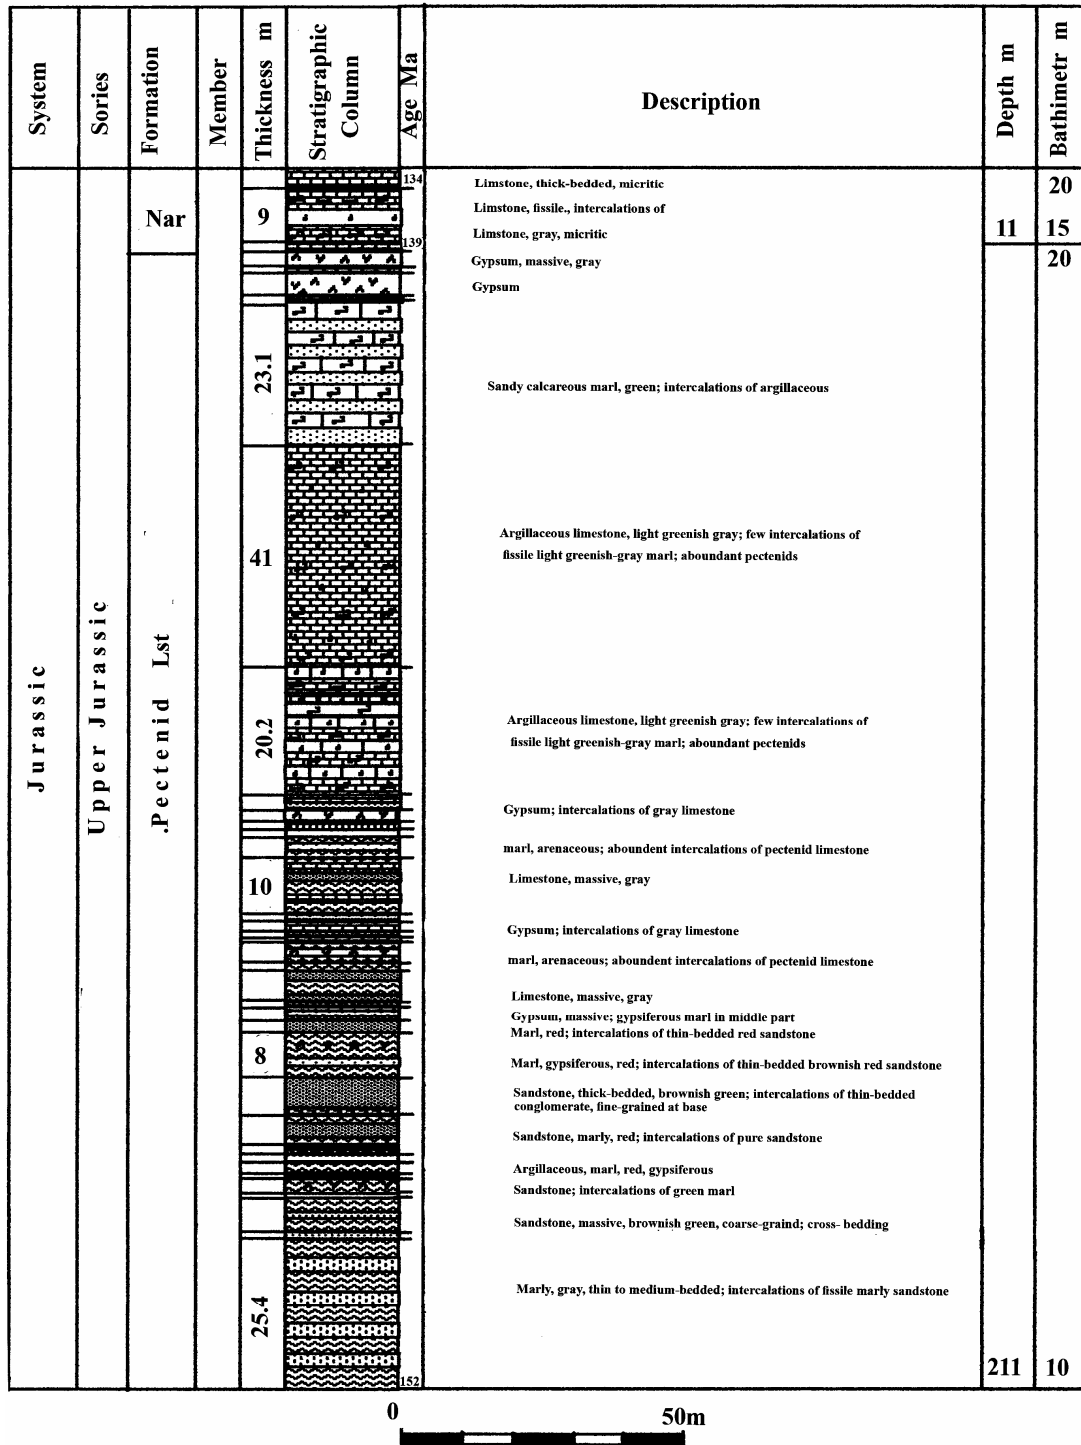 System
Sories
Formation
Member
Thickness m
Stratigraphic
Column
Age Ma
Description
Depth m
Bathimetr m
134
Limstone, thick-bedded, micritic
20
Nar
9
Limstone, fissile., intercalations of
11
15
Limstone, gray, micritic
139
Gypsum, massive, gray
20
Gypsum
23.1
Sandy calcareous marl, green; intercalations of argillaceous
41
Argillaceous limestone, light greenish gray; few intercalations of
fissile light greenish-gray marl; aboundant pectenids
Jurassic
Upper Jurassic
.Pectenid Lst
20.2
Argillaceous limestone, light greenish gray; few intercalations of
fissile light greenish-gray marl; aboundant pectenids
Gypsum; intercalations of gray limestone
marl, arenaceous; aboundent intercalations of pectenid limestone
10
Limestone, massive, gray
Gypsum; intercalations of gray limestone
marl, arenaceous; aboundent intercalations of pectenid limestone
Limestone, massive, gray
Gypsum, massive; gypsiferous marl in middle part
Marl, red; intercalations of thin-bedded red sandstone
8
Marl, gypsiferous, red; intercalations of thin-bedded brownish red sandstone
Sandstone, thick-bedded, brownish green; intercalations of thin-bedded
conglomerate, fine-grained at base
Sandstone, marly, red; intercalations of pure sandstone
Argillaceous, marl, red, gypsiferous
Sandstone; intercalations of green marl
Sandstone, massive, brownish green, coarse-graind; cross- bedding
25.4
Marly, gray, thin to medium-bedded; intercalations of fissile marly sandstone
152
211
10
0
50m